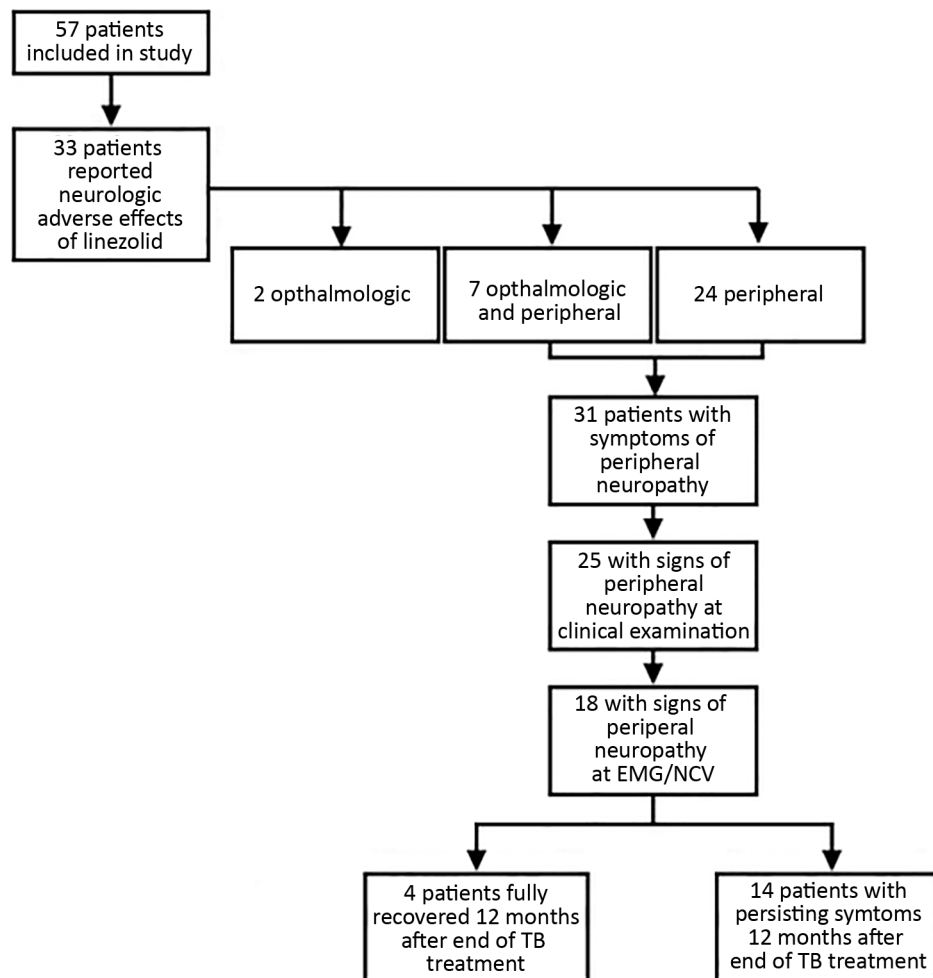 57 patients
included in study
33 patients
reported
neurologic
adverse effects
of linezolid
2 opthalmologic
7 opthalmologic
and peripheral
24 peripheral
31 patients with
symptoms of
peripheral
neuropathy
25 with signs of
peripheral
neuropathy at
clinical examination
18 with signs of
periperal
neuropathy
at EMG/NCV
4 patients fully
recovered 12 months
after end of TB
treatment
14 patients with
persisting symtoms
12 months after
end of TB treatment